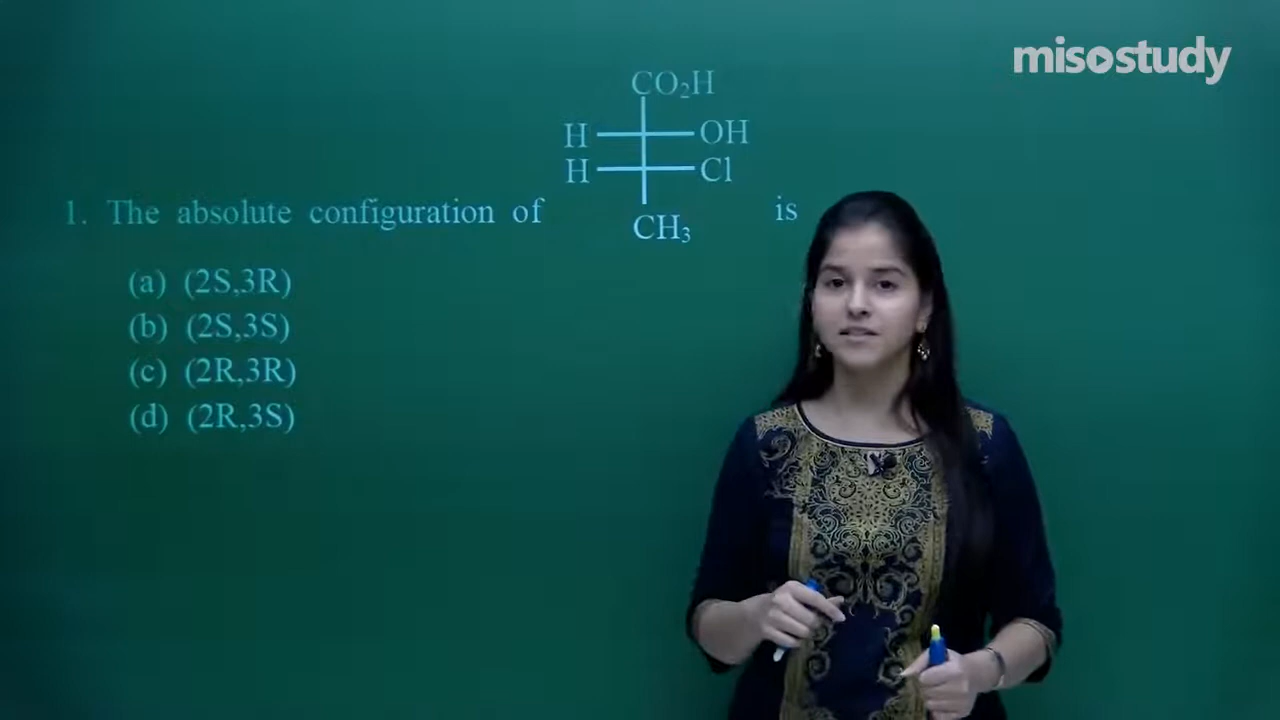 misostudy
CO₂H
H OH
H Cl
1. The absolute configuration of is
CH₃
(a) (2S,3R)
(b) (2S,3S)
(c) (2R,3R)
(d) (2R,3S)